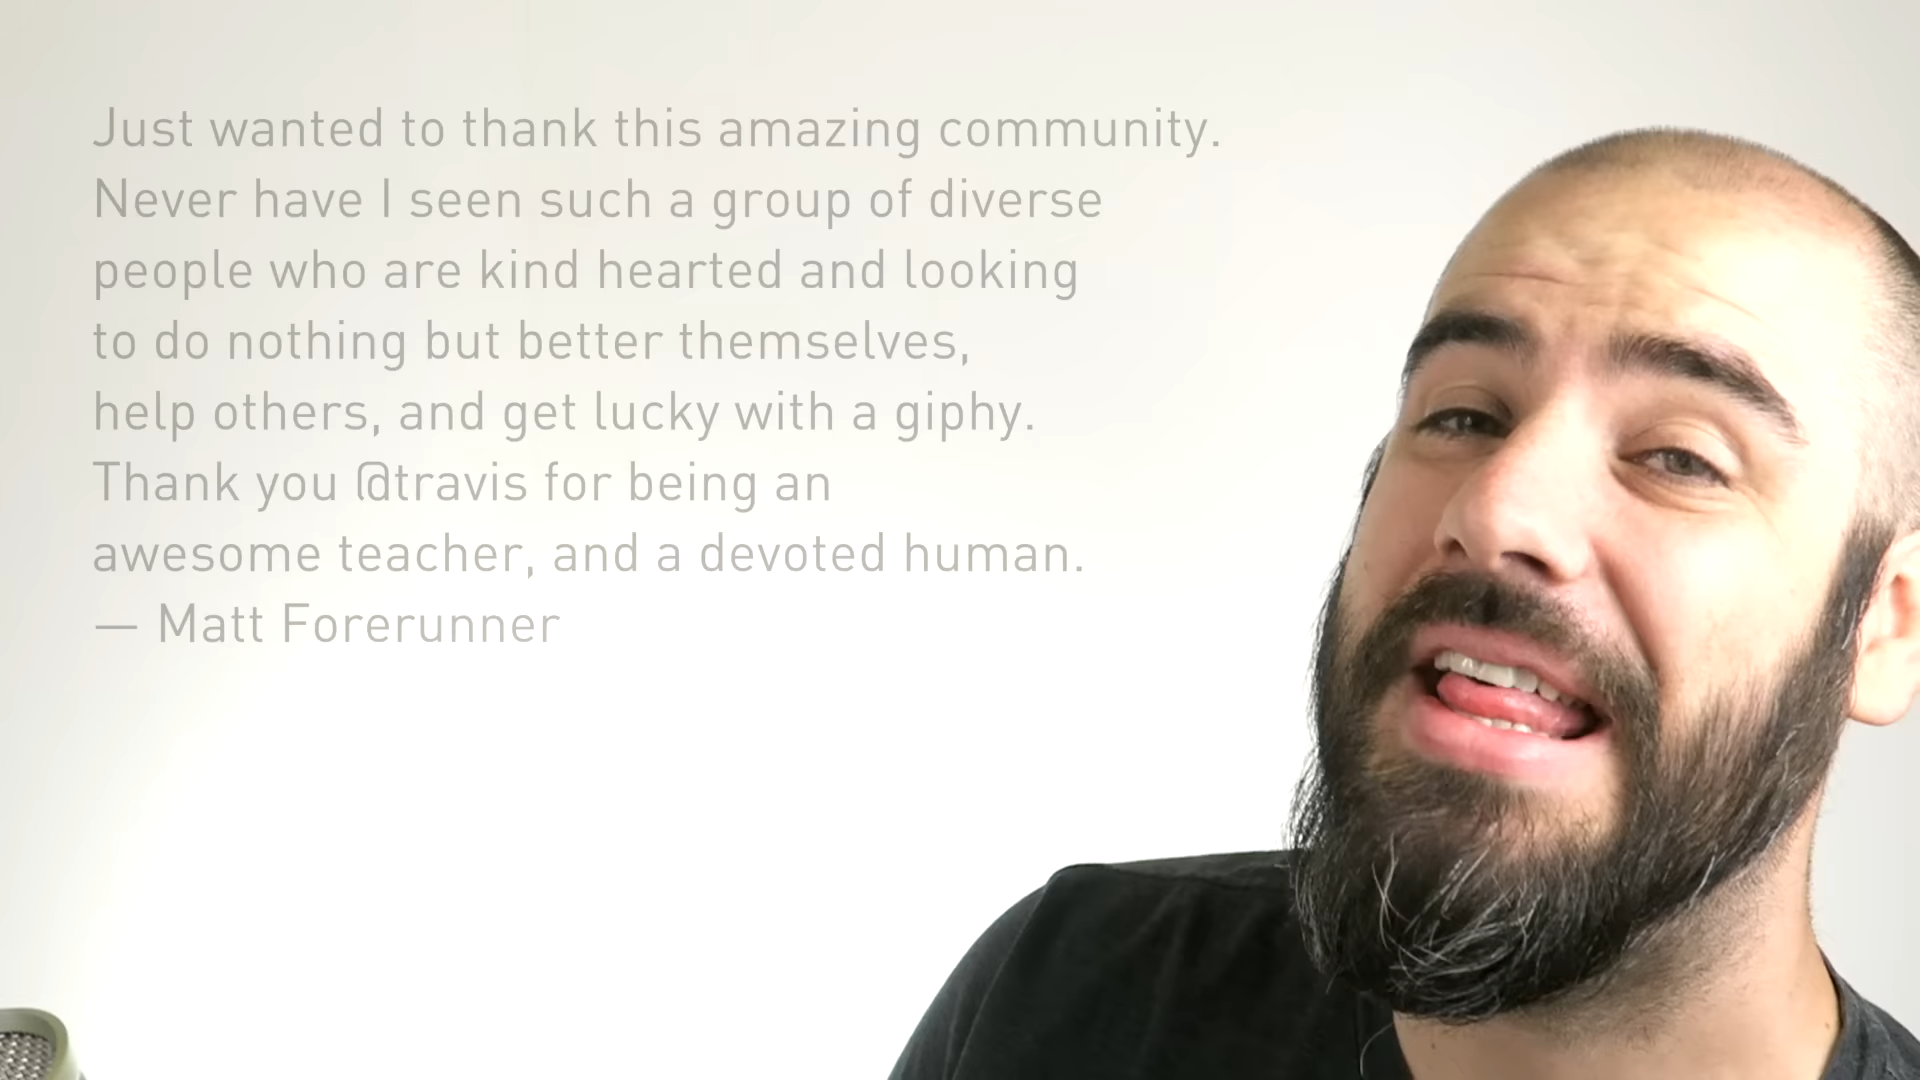 Just wanted to thank this amazing community.
Never have I seen such a group of diverse
people who are kind hearted and looking
to do nothing but better themselves,
help others, and get lucky with a giphy.
Thank you @travis for being an
awesome teacher, and a devoted human.
— Matt Forerunner